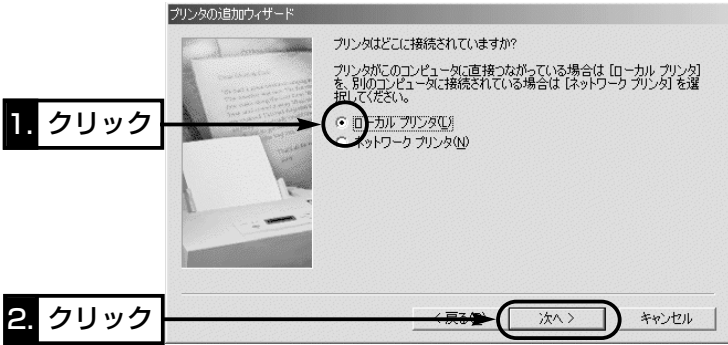 プリンタの追加ウィザード
プリンタはどこに接続されていますか?
プリンタがこのコンピュータに直接つながっている場合は [ローカル プリンタ]
を、別のコンピュータに接続されている場合は [ネットワーク プリンタ] を選
択してください。
1. クリック
ローカル プリンタ(L)
ネットワーク プリンタ(N)
2. クリック
< 戻る(B)
次へ >
キャンセル